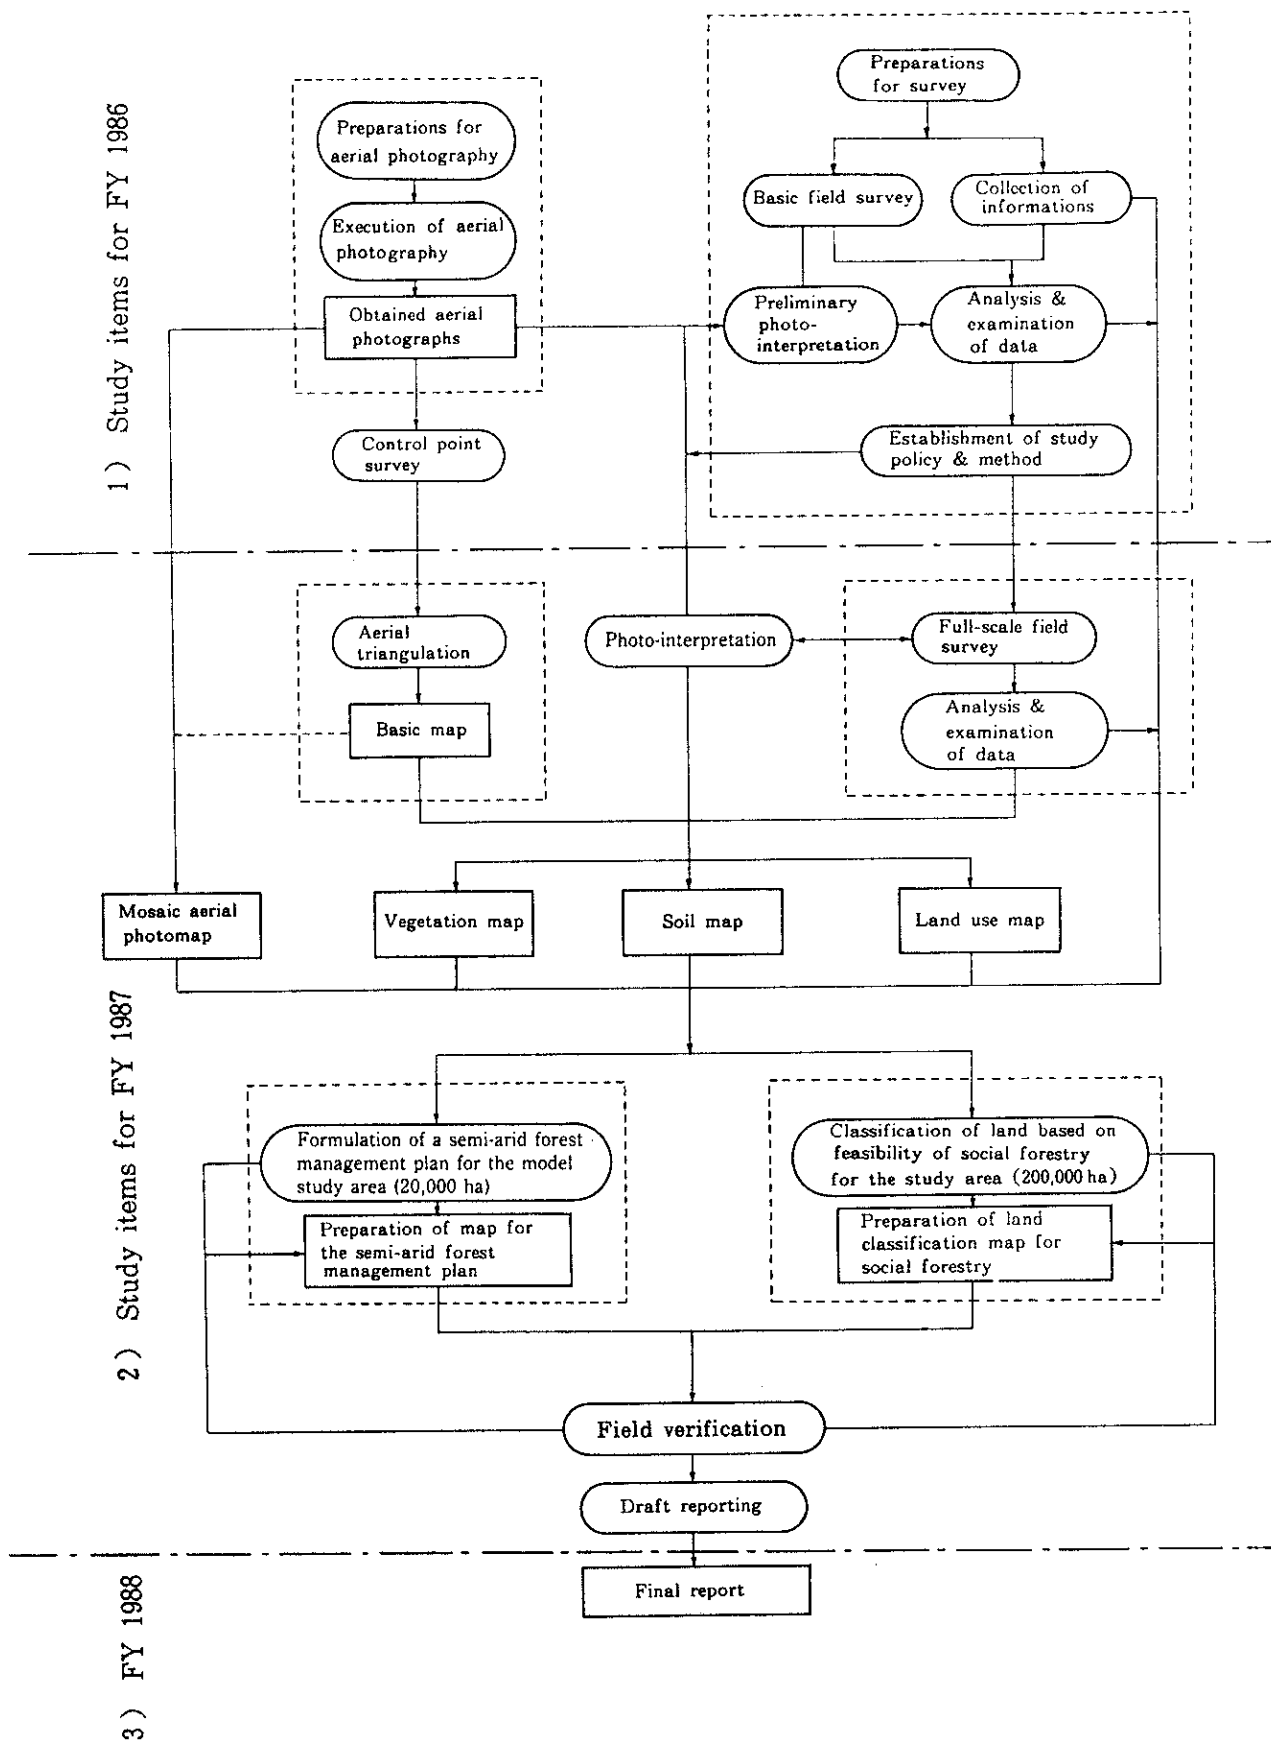 1) Study items for FY 1986
Preparations for
aerial photography
Execution of aerial
photography
Obtained aerial
photographs
Control point
survey
Preparations
for survey
Basic field survey
Collection of
informations
Preliminary
photo-
interpretation
Analysis &
examination
of data
Establishment of study
policy & method
2) Study items for FY 1987
Aerial
triangulation
Basic map
Photo-interpretation
Full-scale field
survey
Analysis &
examination
of data
Mosaic aerial
photomap
Vegetation map
Soil map
Land use map
Formulation of a semi-arid forest
management plan for the model
study area (20,000 ha)
Preparation of map for
the semi-arid forest
management plan
Classification of land based on
feasibility of social forestry
for the study area (200,000 ha)
Preparation of land
classification map for
social forestry
Field verification
Draft reporting
3) FY 1988
Final report